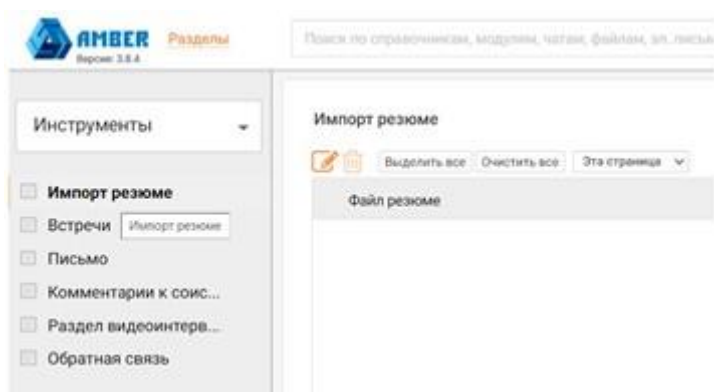 AMBER Разделы
Версия: 3.8.4
Поиск по справочникам, модулям, чатам, файлам, эл. письм
Инструменты
Импорт резюме
Встречи
Импорт резюме
Письмо
Комментарии к соис...
Раздел видеоинтерв...
Обратная связь
Импорт резюме
Выделить все Очистить все Эта страница
Файл резюме